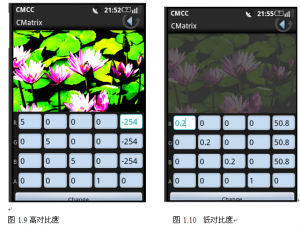 CMCC 21:52
CMatrix
R 5 0 0 0 -254
G 0 5 0 0 -254
B 0 0 5 0 -254
A 0 0 0 1 0
Change
图 1.9 高对比度
CMCC 21:55
CMatrix
R 0.2 0 0 0 50.8
G 0 0.2 0 0 50.8
B 0 0 0.2 0 50.8
A 0 0 0 1 0
Change
图 1.10 低对比度